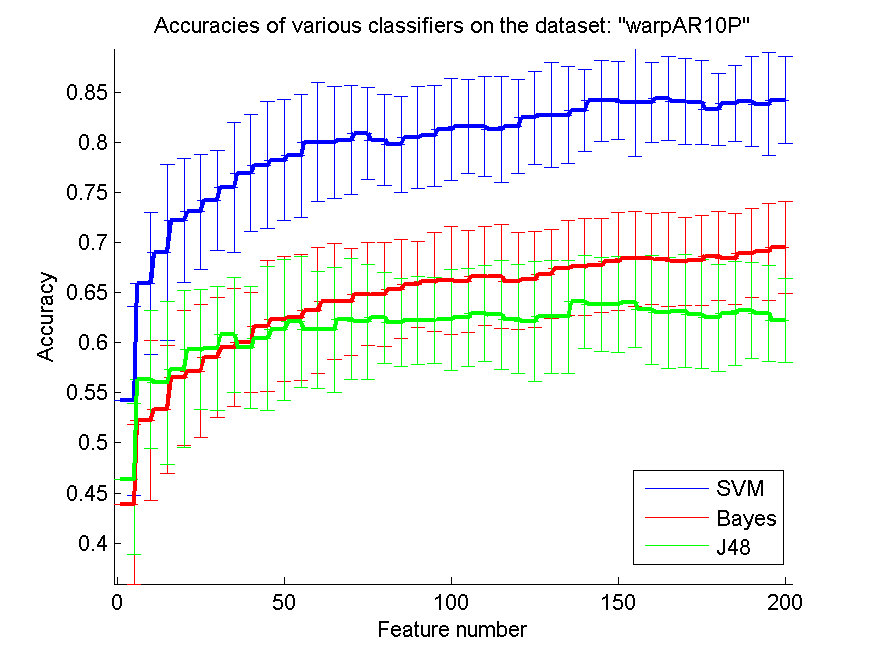 Accuracies of various classifiers on the dataset: "warpAR10P"
0.85
0.8
0.75
0.7
0.65
0.6
0.55
0.5
0.45
0.4
Accuracy
SVM
Bayes
J48
0 50 100 150 200
Feature number